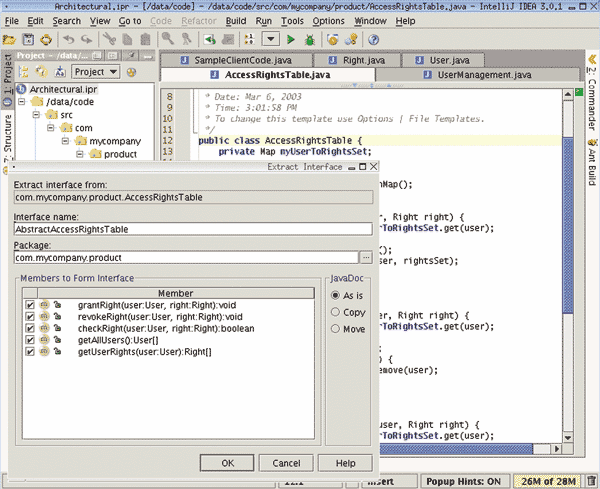 Architectural.ipr - [/data/code] - /data/code/src/com/mycompany/product/AccessRightsTable.java - IntelliJ IDEA 3.0.1
File Edit Search View Go to Code Refactor Build Run Tools Options Window Help
Project - /data/
1: Project
Structure
Project
Architectural.ipr
/data/code
src
com
mycompany
product
SampleClientCode.java Right.java User.java
AccessRightsTable.java UserManagement.java
8 * Date: Mar 6, 2003
9 * Time: 3:01:58 PM
10 * To change this template use Options | File Templates.
11 */
12 public class AccessRightsTable {
13 private Map myUserToRightsSet;
hMap();
, Right right) {
erToRightsSet.get(user);
();
user, rightsSet);
, Right right) {
erToRightsSet.get(user);
) {
emove(user);
user, Right right) {
erToRightsSet.get(user);
2: Commander
Ant Build
Extract Interface
Extract interface from:
com.mycompany.product.AccessRightsTable
Interface name:
AbstractAccessRightsTable
Package:
com.mycompany.product ...
Members to Form Interface
Member
grantRight(user:User, right:Right):void
revokeRight(user:User, right:Right):void
checkRight(user:User, right:Right):boolean
getAllUsers():User[]
getUserRights(user:User):Right[]
JavaDoc
As is
Copy
Move
OK Cancel Help
Insert Popup Hints: ON 26M of 28M